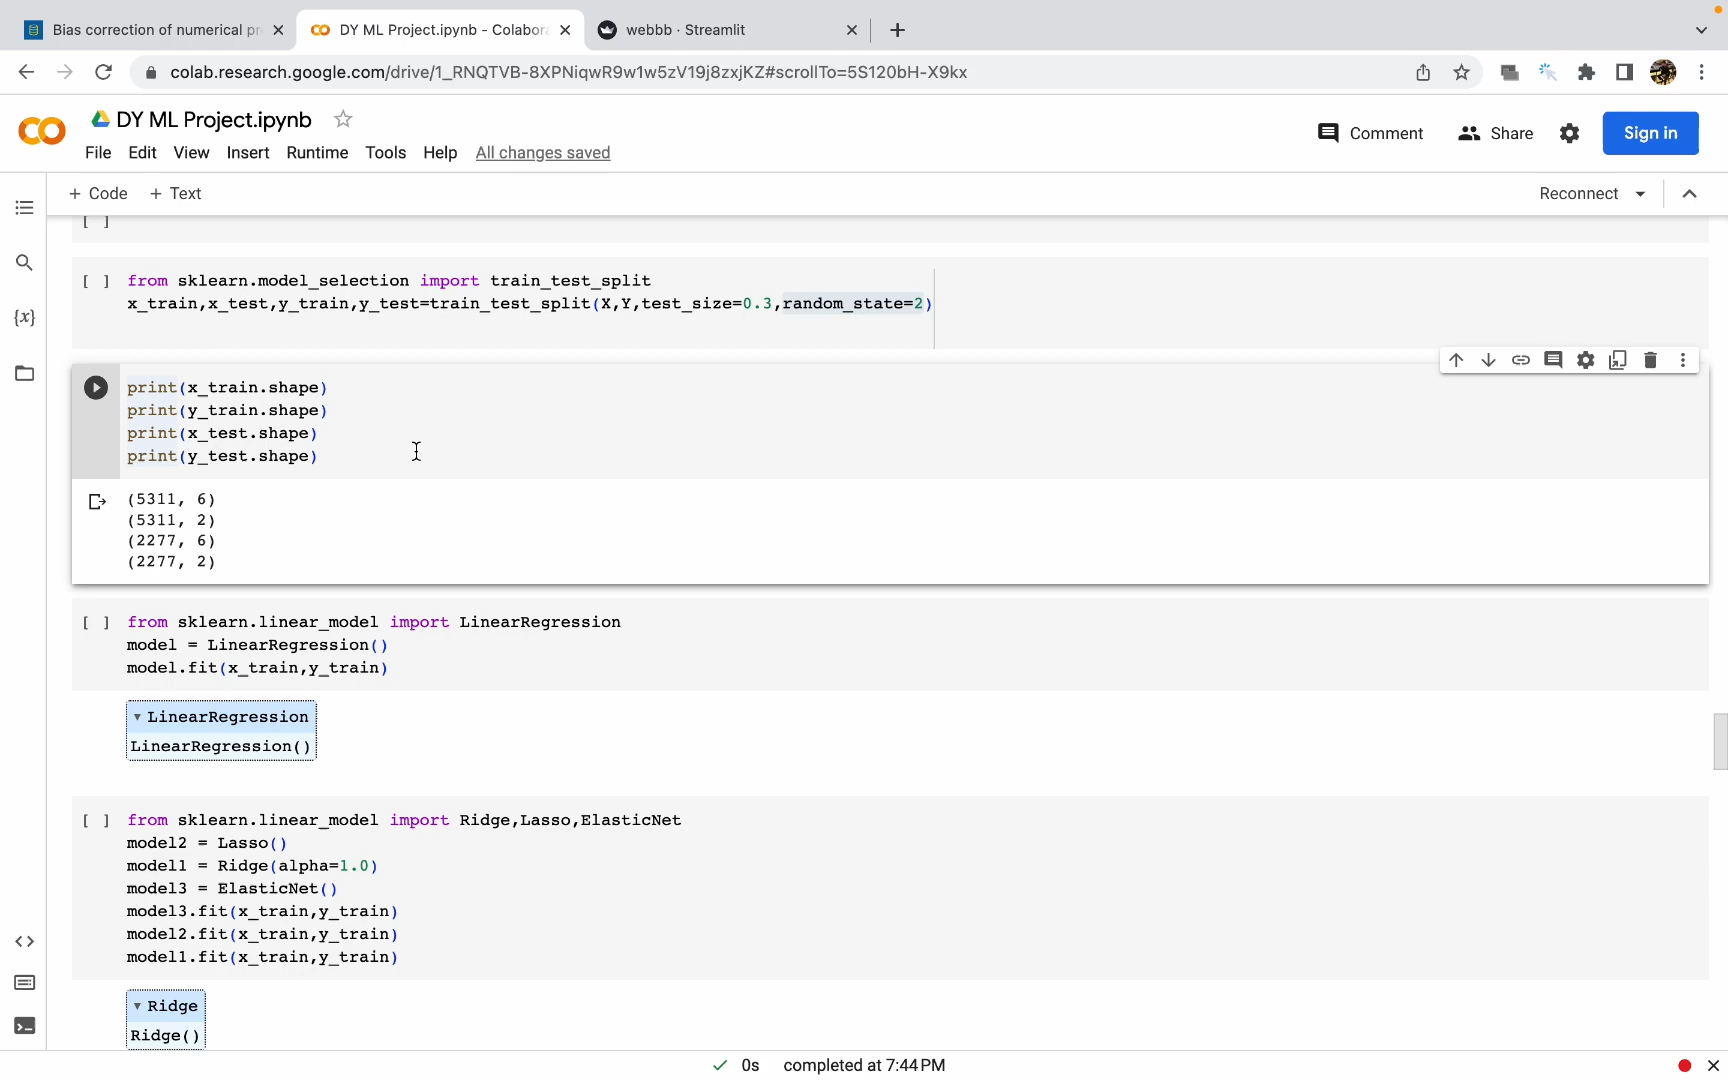 Bias correction of numerical pr
DY ML Project.ipynb - Colabora
webbb · Streamlit
colab.research.google.com/drive/1_RNQTVB-8XPNiqwR9w1w5zV19j8zxjKZ#scrollTo=5S120bH-X9kx
DY ML Project.ipynb
Comment
Share
Sign in
File Edit View Insert Runtime Tools Help All changes saved
+ Code + Text
Reconnect
[ ]
[ ] from sklearn.model_selection import train_test_split
x_train,x_test,y_train,y_test=train_test_split(X,Y,test_size=0.3,random_state=2)
{x}
print(x_train.shape)
print(y_train.shape)
print(x_test.shape)
print(y_test.shape)
(5311, 6)
(5311, 2)
(2277, 6)
(2277, 2)
[ ] from sklearn.linear_model import LinearRegression
model = LinearRegression()
model.fit(x_train,y_train)
▾ LinearRegression
LinearRegression()
[ ] from sklearn.linear_model import Ridge,Lasso,ElasticNet
model2 = Lasso()
model1 = Ridge(alpha=1.0)
model3 = ElasticNet()
model3.fit(x_train,y_train)
model2.fit(x_train,y_train)
model1.fit(x_train,y_train)
▾ Ridge
Ridge()
✓ 0s completed at 7:44 PM